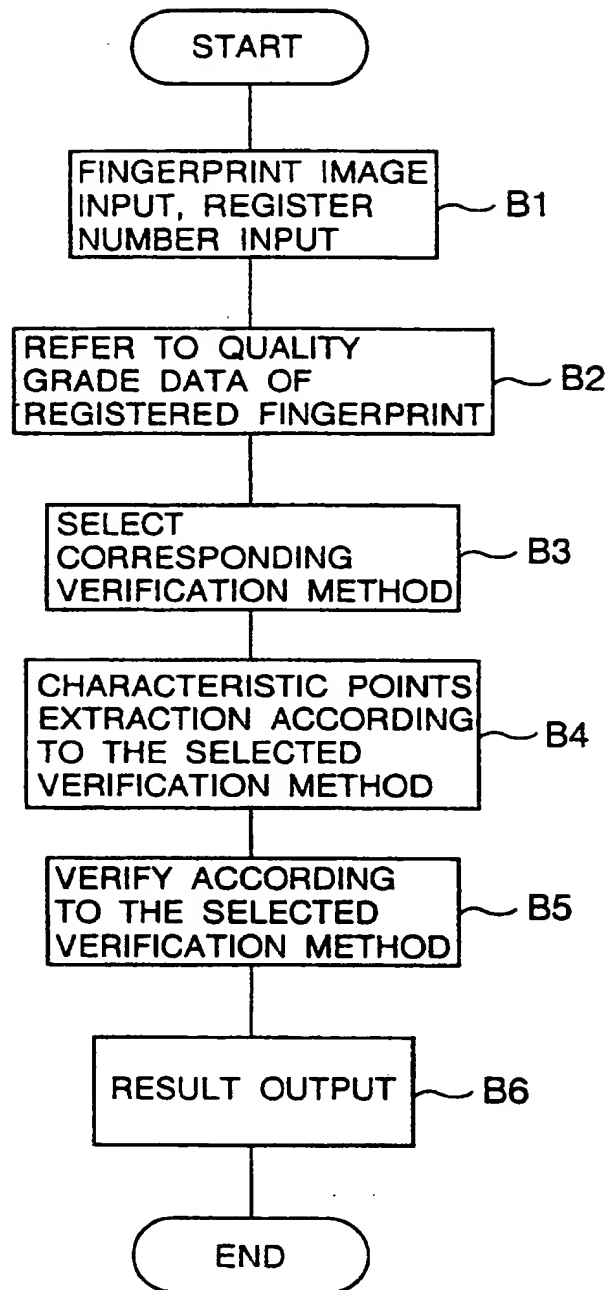 START
FINGERPRINT IMAGE
INPUT, REGISTER
NUMBER INPUT
B1
REFER TO QUALITY
GRADE DATA OF
REGISTERED FINGERPRINT
B2
SELECT
CORRESPONDING
VERIFICATION METHOD
B3
CHARACTERISTIC POINTS
EXTRACTION ACCORDING
TO THE SELECTED
VERIFICATION METHOD
B4
VERIFY ACCORDING
TO THE SELECTED
VERIFICATION METHOD
B5
RESULT OUTPUT
B6
END